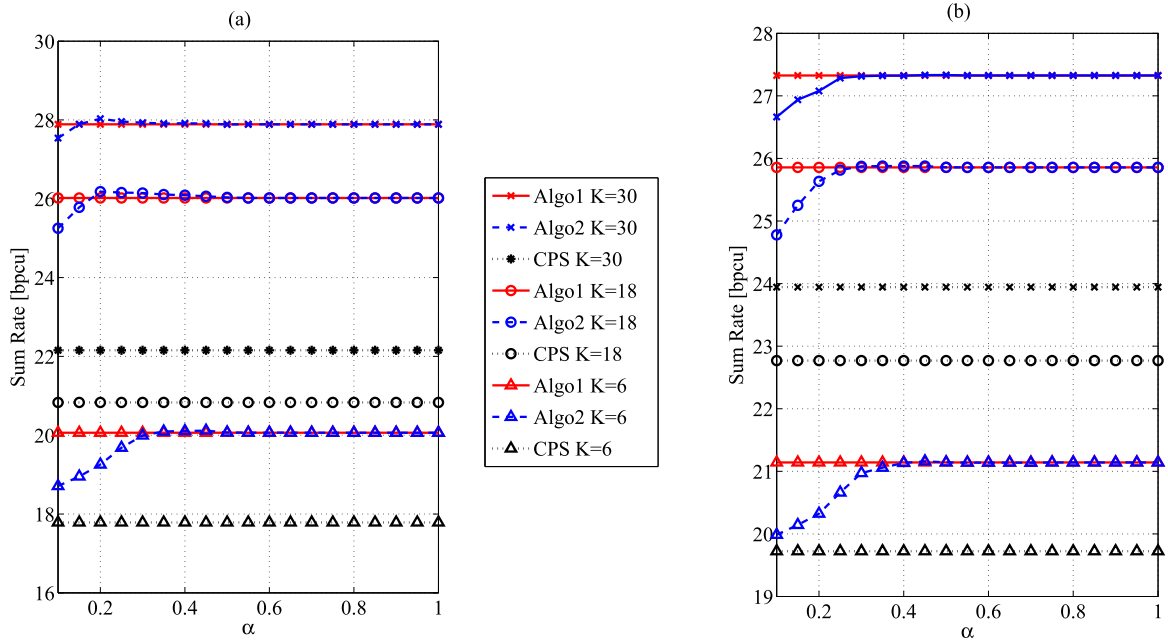 (a)
30
28
26
24
22
20
18
16
Sum Rate [bpcu]
0.2 0.4 0.6 0.8 1
α
Algo1 K=30
Algo2 K=30
CPS K=30
Algo1 K=18
Algo2 K=18
CPS K=18
Algo1 K=6
Algo2 K=6
CPS K=6
(b)
28
27
26
25
24
23
22
21
20
19
Sum Rate [bpcu]
0.2 0.4 0.6 0.8 1
α